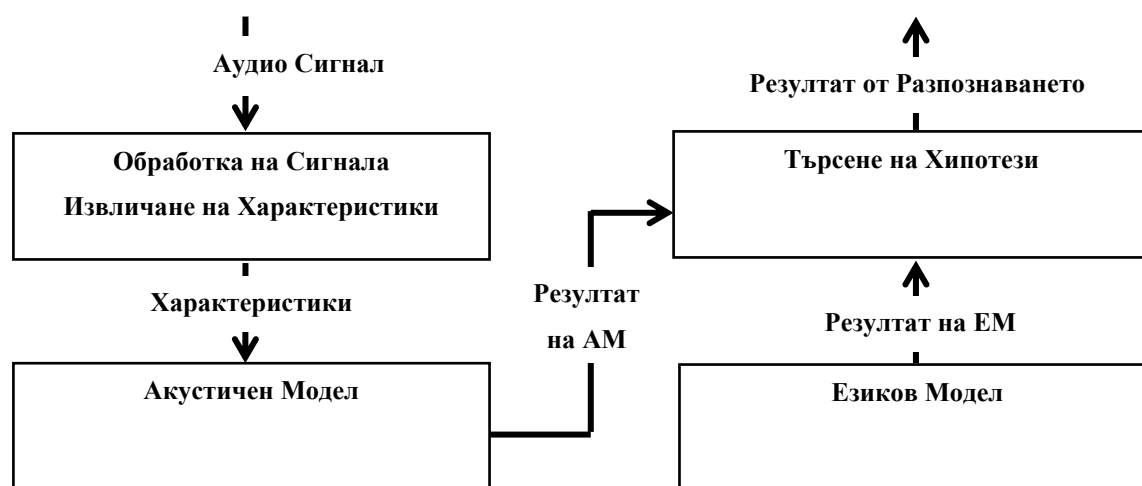 Аудио Сигнал
Обработка на Сигнала
Извличане на Характеристики
Характеристики
Акустичен Модел
Резултат
на АМ
Резултат от Разпознаването
Търсене на Хипотези
Резултат на ЕМ
Езиков Модел